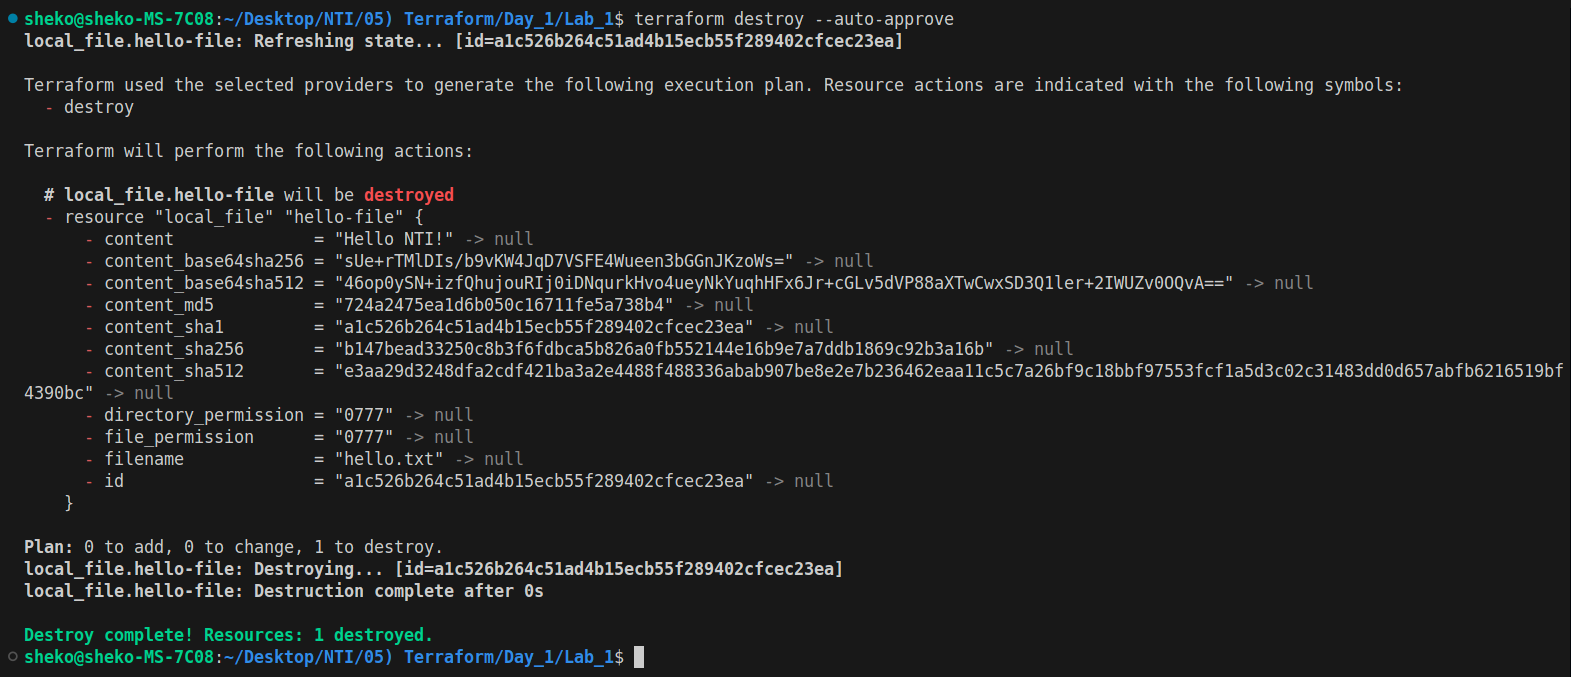 sheko@sheko-MS-7C08:~/Desktop/NTI/05) Terraform/Day_1/Lab_1$ terraform destroy --auto-approve
local_file.hello-file: Refreshing state... [id=a1c526b264c51ad4b15ecb55f289402cfcec23ea]
Terraform used the selected providers to generate the following execution plan. Resource actions are indicated with the following symbols:
- destroy
Terraform will perform the following actions:
# local_file.hello-file will be destroyed
- resource "local_file" "hello-file" {
- content = "Hello NTI!" -> null
- content_base64sha256 = "sUe+rTMlDIs/b9vKW4JqD7VSFE4Wueen3bGGnJKzoWs=" -> null
- content_base64sha512 = "46op0ySN+izfQhujouRIj0iDNqurkHvo4ueyNkYuqhHFx6Jr+cGLv5dVP88aXTwCwxSD3Q1ler+2IWUZv0OQvA==" -> null
- content_md5 = "724a2475ea1d6b050c16711fe5a738b4" -> null
- content_sha1 = "a1c526b264c51ad4b15ecb55f289402cfcec23ea" -> null
- content_sha256 = "b147bead33250c8b3f6fdbca5b826a0fb552144e16b9e7a7ddb1869c92b3a16b" -> null
- content_sha512 = "e3aa29d3248dfa2cdf421ba3a2e4488f488336abab907be8e2e7b236462eaa11c5c7a26bf9c18bbf97553fcf1a5d3c02c31483dd0d657abfb6216519bf
4390bc" -> null
- directory_permission = "0777" -> null
- file_permission = "0777" -> null
- filename = "hello.txt" -> null
- id = "a1c526b264c51ad4b15ecb55f289402cfcec23ea" -> null
}
Plan: 0 to add, 0 to change, 1 to destroy.
local_file.hello-file: Destroying... [id=a1c526b264c51ad4b15ecb55f289402cfcec23ea]
local_file.hello-file: Destruction complete after 0s
Destroy complete! Resources: 1 destroyed.
sheko@sheko-MS-7C08:~/Desktop/NTI/05) Terraform/Day_1/Lab_1$